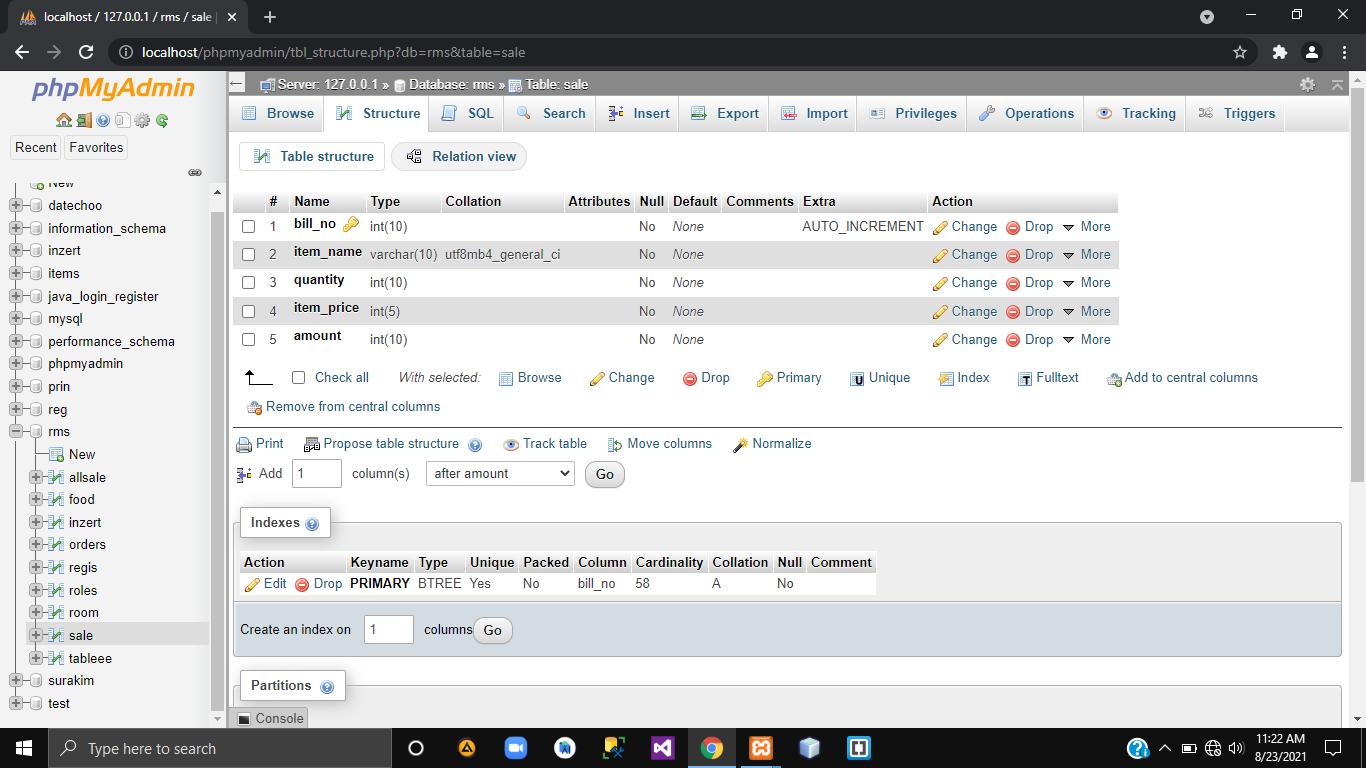 localhost / 127.0.0.1 / rms / sale |
localhost/phpmyadmin/tbl_structure.php?db=rms&table=sale
phpMyAdmin
Recent Favorites
New
datechoo
information_schema
inzert
items
java_login_register
mysql
performance_schema
phpmyadmin
prin
reg
rms
New
allsale
food
inzert
orders
regis
roles
room
sale
tableee
surakim
test
Server: 127.0.0.1 » Database: rms » Table: sale
Browse Structure SQL Search Insert Export Import Privileges Operations Tracking Triggers
Table structure Relation view
# Name Type Collation Attributes Null Default Comments Extra Action
1 bill_no int(10) No None AUTO_INCREMENT Change Drop More
2 item_name varchar(10) utf8mb4_general_ci No None Change Drop More
3 quantity int(10) No None Change Drop More
4 item_price int(5) No None Change Drop More
5 amount int(10) No None Change Drop More
Check all With selected: Browse Change Drop Primary Unique Index Fulltext Add to central columns
Remove from central columns
Print Propose table structure Track table Move columns Normalize
Add 1 column(s) after amount Go
Indexes
Action Keyname Type Unique Packed Column Cardinality Collation Null Comment
Edit Drop PRIMARY BTREE Yes No bill_no 58 A No
Create an index on 1 columns Go
Partitions
Console
Type here to search
11:22 AM
8/23/2021